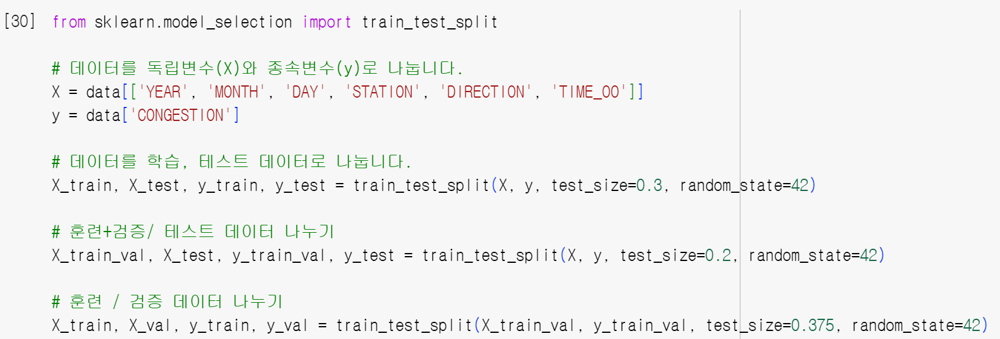 [30] from sklearn.model_selection import train_test_split
# 데이터를 독립변수(X)와 종속변수(y)로 나눕니다.
X = data[['YEAR', 'MONTH', 'DAY', 'STATION', 'DIRECTION', 'TIME_00']]
y = data['CONGESTION']
# 데이터를 학습, 테스트 데이터로 나눕니다.
X_train, X_test, y_train, y_test = train_test_split(X, y, test_size=0.3, random_state=42)
# 훈련+검증/ 테스트 데이터 나누기
X_train_val, X_test, y_train_val, y_test = train_test_split(X, y, test_size=0.2, random_state=42)
# 훈련 / 검증 데이터 나누기
X_train, X_val, y_train, y_val = train_test_split(X_train_val, y_train_val, test_size=0.375, random_state=42)